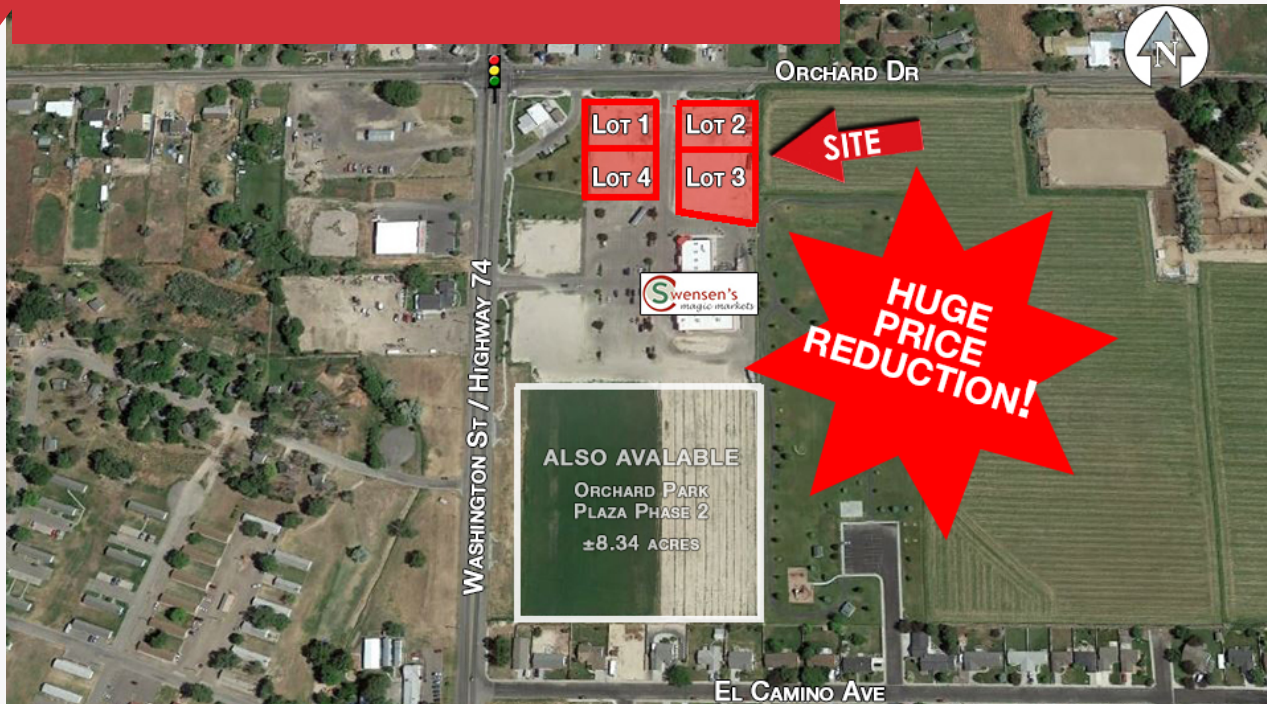 ORCHARD DR
N
LOT 1
LOT 2
SITE
LOT 4
LOT 3
WASHINGTON ST / HIGHWAY 74
Swensen's
magic markets
HUGE
PRICE
REDUCTION!
ALSO AVALABLE
ORCHARD PARK
PLAZA PHASE 2
±8.34 ACRES
EL CAMINO AVE